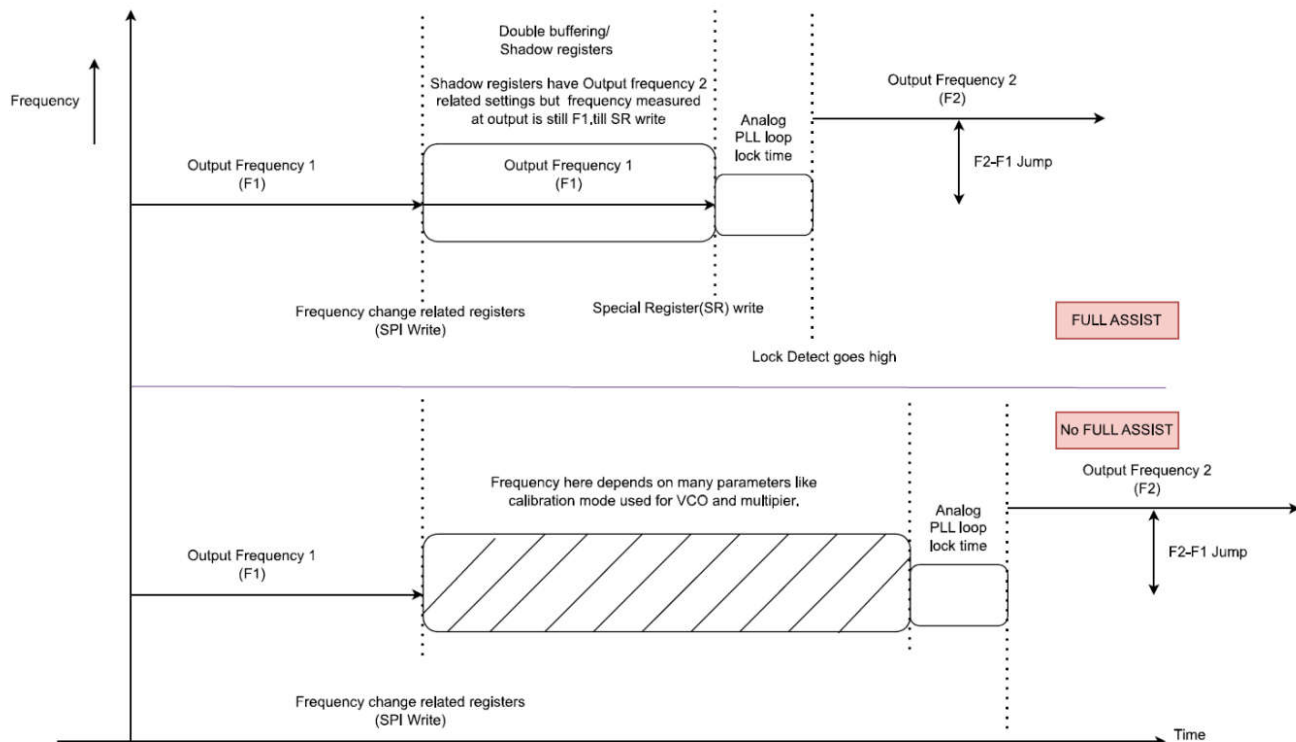 Double buffering/
Shadow registers
Shadow registers have Output frequency 2
related settings but frequency measured
at output is still F1.till SR write
Output Frequency 2
(F2)
Frequency
Analog
PLL loop
lock time
Output Frequency 1
(F1)
Output Frequency 1
(F1)
F2-F1 Jump
Frequency change related registers
(SPI Write)
Special Register(SR) write
FULL ASSIST
Lock Detect goes high
No FULL ASSIST
Output Frequency 2
(F2)
Frequency here depends on many parameters like
calibration mode used for VCO and multipier.
Analog
PLL loop
lock time
Output Frequency 1
(F1)
F2-F1 Jump
Frequency change related registers
(SPI Write)
Time